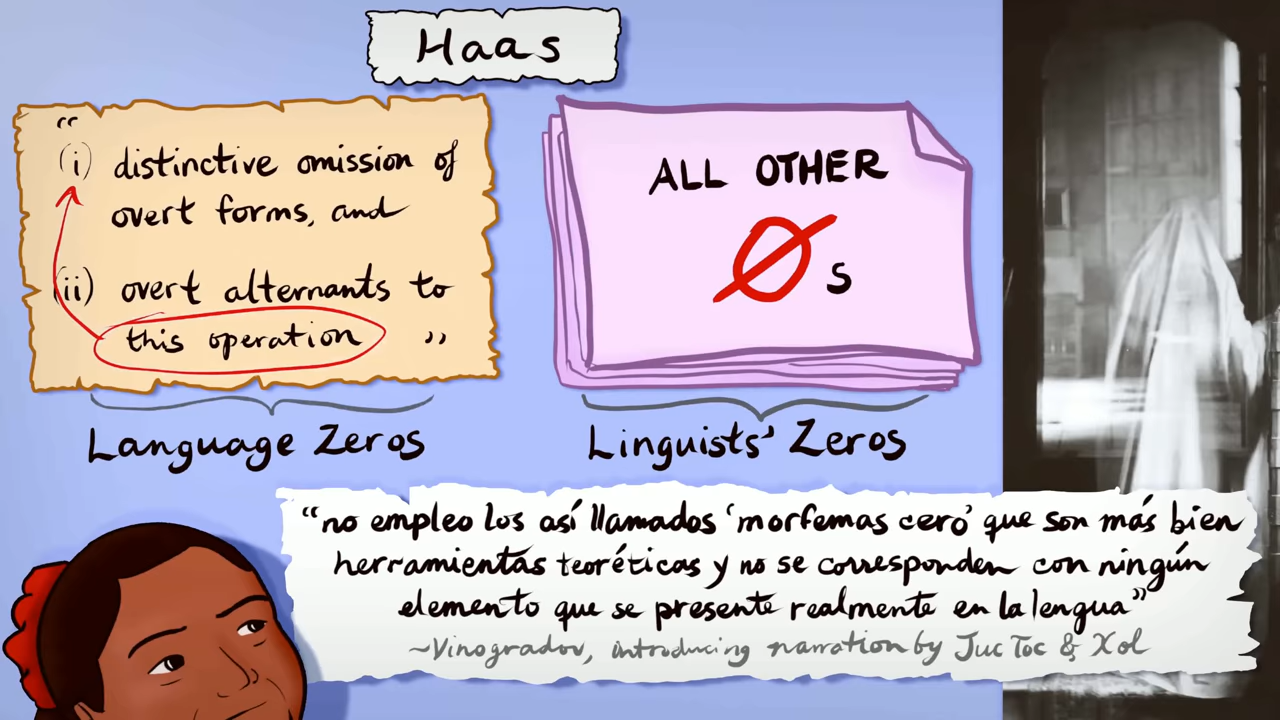 Haas
“
(i) distinctive omission of
overt forms, and
(ii) overt alternants to
this operation ”
Language Zeros
ALL OTHER
Øs
Linguists' Zeros
“no empleo los así llamados ‘morfemas cero’ que son más bien
herramientas teoréticas y no se corresponden con ningún
elemento que se presente realmente en la lengua”
~Vinogradov, introducing narration by Juc Toc & Xol